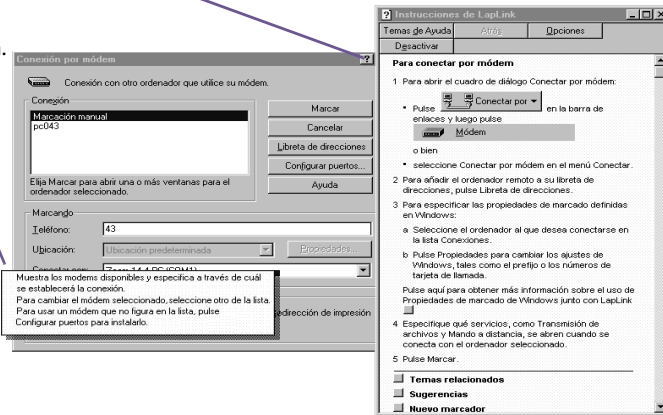 Conexión por módem
?
Conexión con otro ordenador que utilice su módem.
Conexión
Marcación manual
pc043
Elija Marcar para abrir una o más ventanas para el
ordenador seleccionado.
Marcar
Cancelar
Libreta de direcciones
Configurar puertos...
Ayuda
Marcando
Teléfono:
43
Ubicación:
Ubicación predeterminada
Propiedades...
Muestra los modems disponibles y especifica a través de cuál
se establecerá la conexión.
Para cambiar el módem seleccionado, seleccione otro de la lista.
Para usar un módem que no figura en la lista, pulse
Configurar puertos para instalarlo.
edirección de impresión
Instrucciones de LapLink
Temas de Ayuda
Atrás
Opciones
Desactivar
Para conectar por módem
1 Para abrir el cuadro de diálogo Conectar por módem:
• Pulse Conectar por en la barra de
enlaces y luego pulse
Módem
o bien
• seleccione Conectar por módem en el menú Conectar.
2 Para añadir el ordenador remoto a su libreta de
direcciones, pulse Libreta de direcciones.
3 Para especificar las propiedades de marcado definidas
en Windows:
a Seleccione el ordenador al que desea conectarse en
la lista Conexiones.
b Pulse Propiedades para cambiar los ajustes de
Windows, tales como el prefijo o los números de
tarjeta de llamada.
Pulse aquí para obtener más información sobre el uso de
Propiedades de marcado de Windows junto con LapLink
4 Especifique qué servicios, como Transmisión de
archivos y Mando a distancia, se abren cuando se
conecta con el ordenador seleccionado.
5 Pulse Marcar.
Temas relacionados
Sugerencias
Nuevo marcador